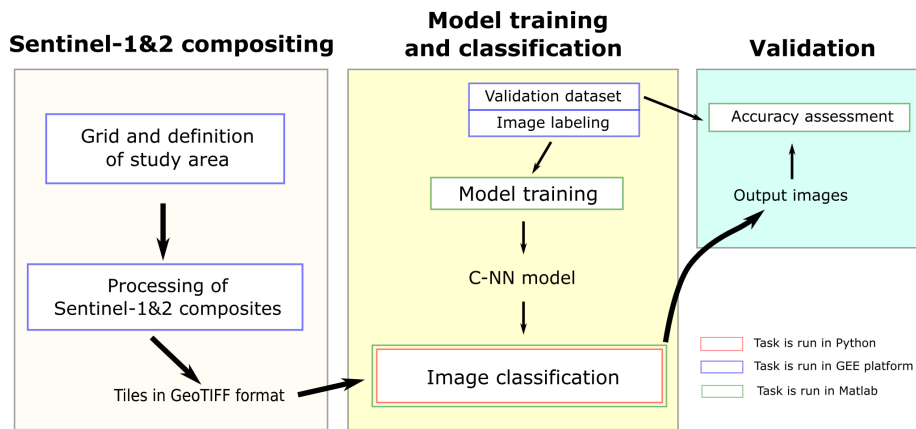 Sentinel-1&2 compositing
Grid and definition
of study area
Processing of
Sentinel-1&2 composites
Tiles in GeoTIFF format
Model training
and classification
Validation dataset
Image labeling
Model training
C-NN model
Image classification
Validation
Accuracy assessment
Output images
Task is run in Python
Task is run in GEE platform
Task is run in Matlab